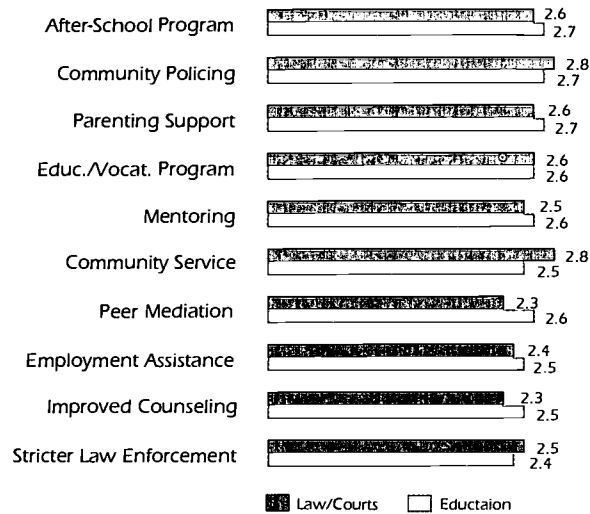 After-School Program 2.6
2.7
Community Policing 2.8
2.7
Parenting Support 2.6
2.7
Educ./Vocat. Program 2.6
2.6
Mentoring 2.5
2.6
Community Service 2.8
2.5
Peer Mediation 2.3
2.6
Employment Assistance 2.4
2.5
Improved Counseling 2.3
2.5
Stricter Law Enforcement 2.5
2.4
Law/Courts Eductaion